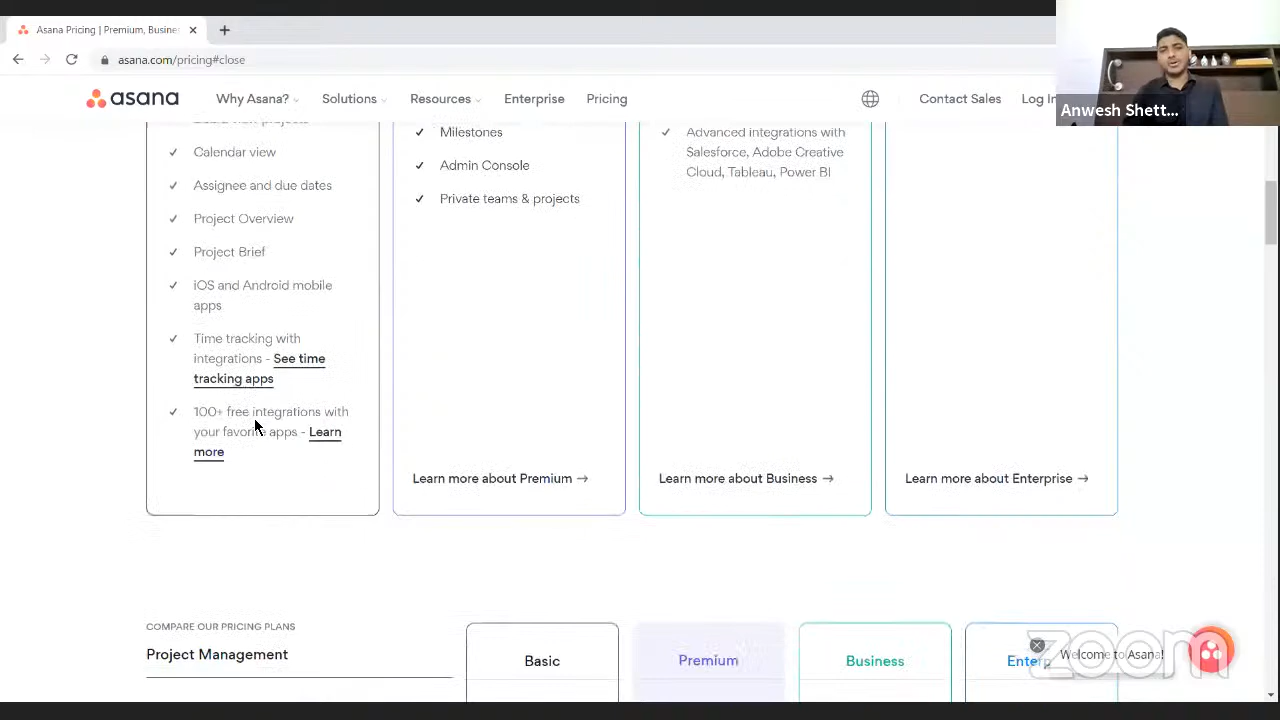 Asana Pricing | Premium, Busine
asana.com/pricing#close
asana
Why Asana?
Solutions
Resources
Enterprise
Pricing
Contact Sales
Log In
Anwesh Shett...
Calendar view
Assignee and due dates
Project Overview
Project Brief
iOS and Android mobile
apps
Time tracking with
integrations - See time
tracking apps
100+ free integrations with
your favorite apps - Learn
more
Milestones
Admin Console
Private teams & projects
Learn more about Premium →
Advanced integrations with
Salesforce, Adobe Creative
Cloud, Tableau, Power BI
Learn more about Business →
Learn more about Enterprise →
COMPARE OUR PRICING PLANS
Project Management
Basic
Premium
Business
Enterp
Welcome to Asana!
zoom